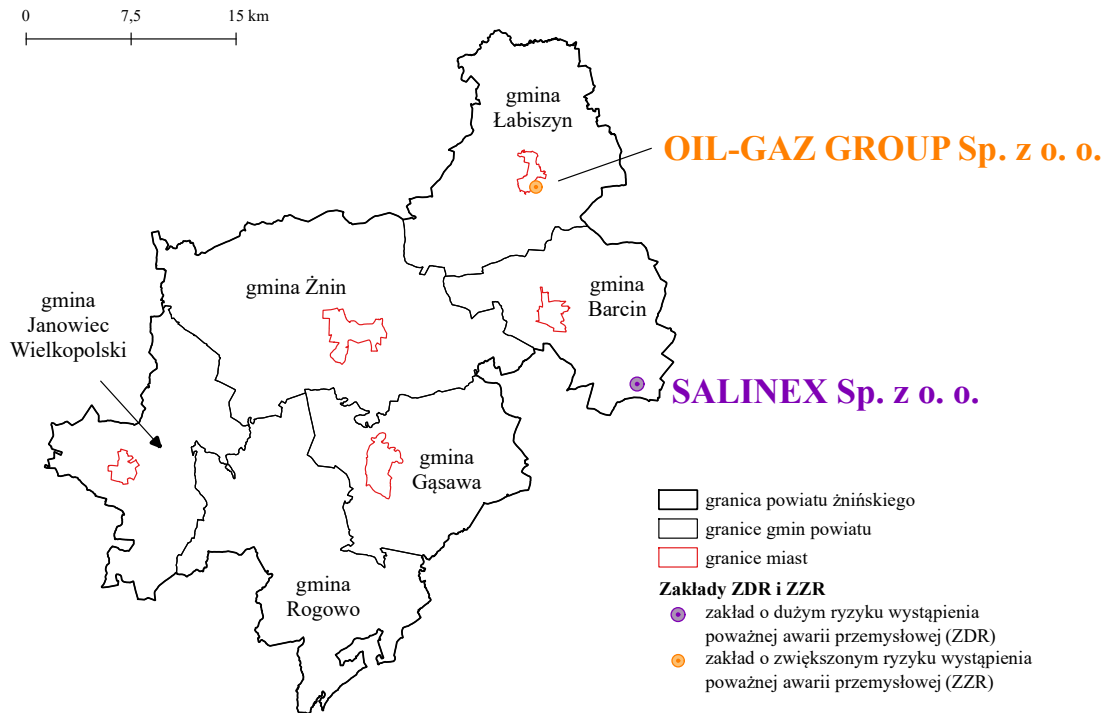 0 7,5 15 km
gmina
Łabiszyn
OIL-GAZ GROUP Sp. z o. o.
gmina Żnin
gmina
Barcin
gmina
Janowiec
Wielkopolski
SALINEX Sp. z o. o.
gmina
Gąsawa
gmina
Rogowo
granica powiatu żnińskiego
granice gmin powiatu
granice miast
Zakłady ZDR i ZZR
zakład o dużym ryzyku wystąpienia
poważnej awarii przemysłowej (ZDR)
zakład o zwiększonym ryzyku wystąpienia
poważnej awarii przemysłowej (ZZR)